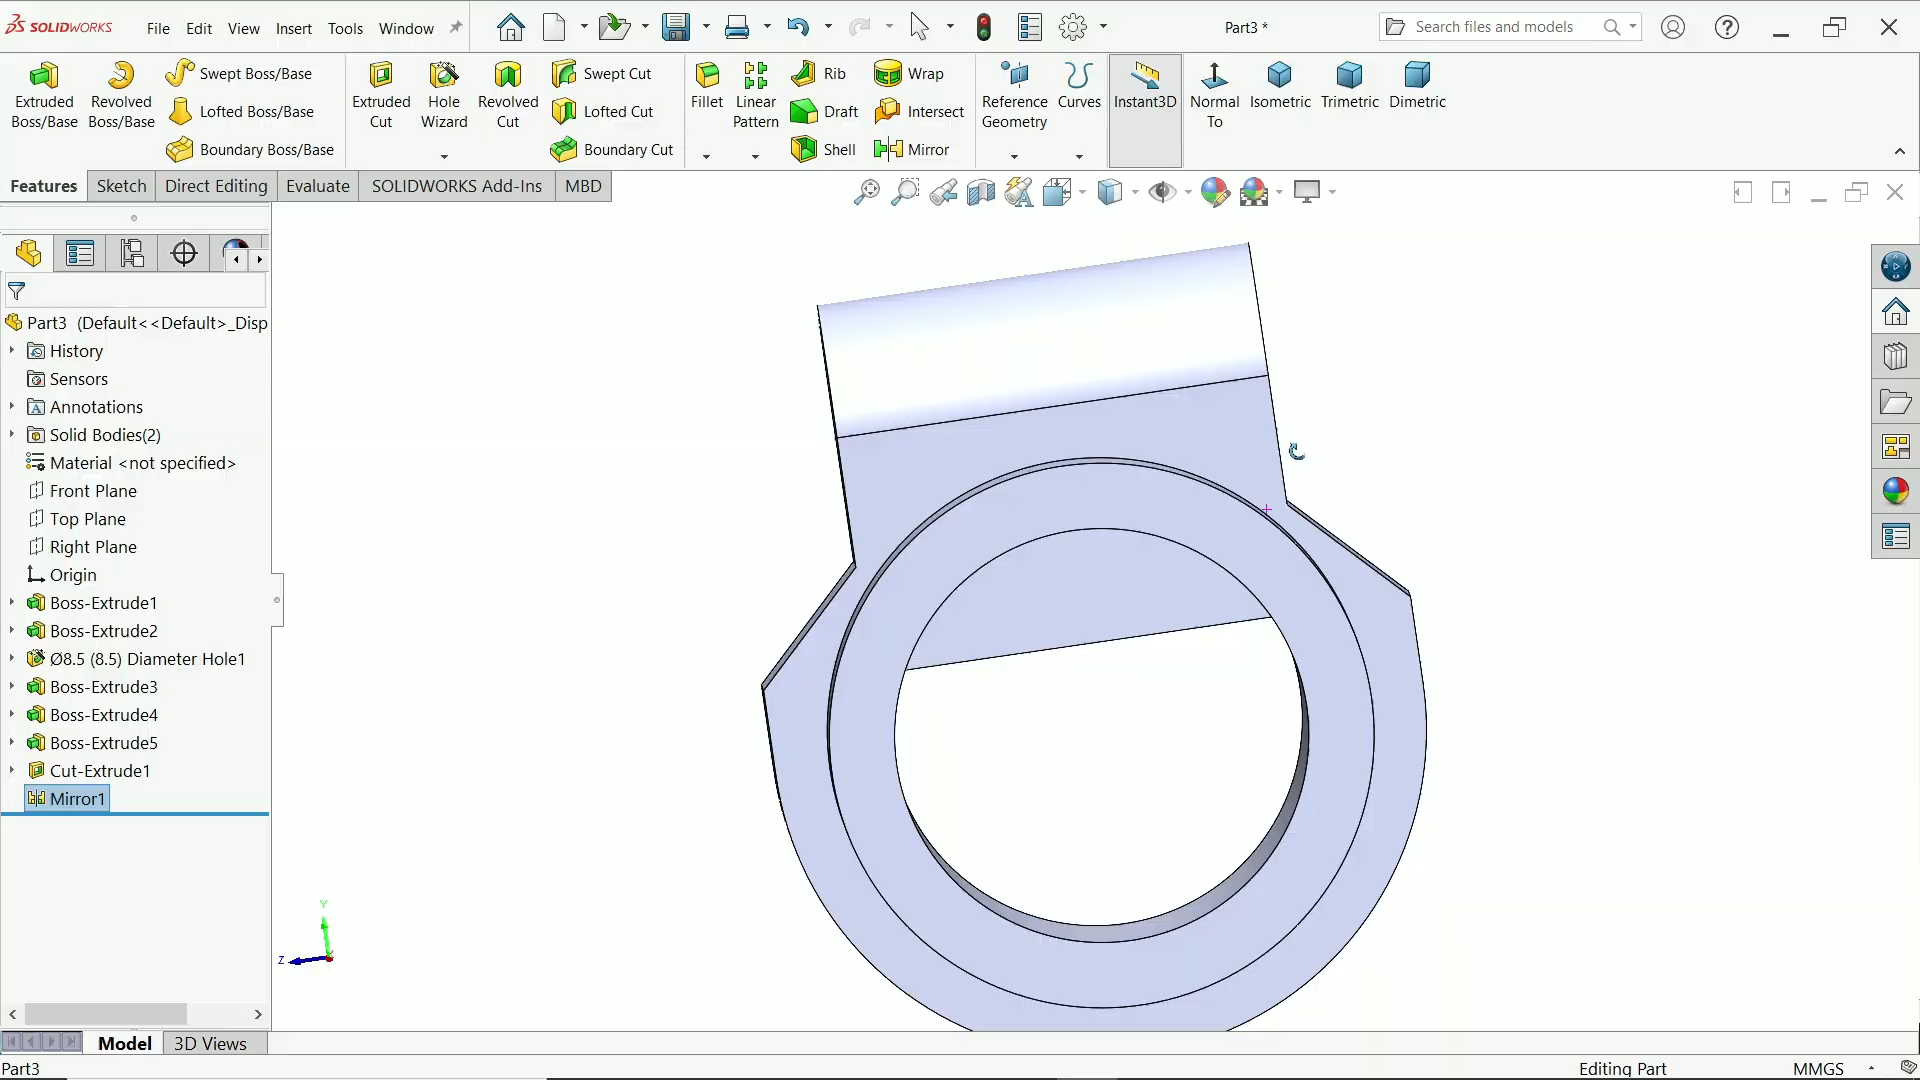 SOLIDWORKS File Edit View Insert Tools Window Part3 * Search files and models
Extruded Boss/Base
Revolved Boss/Base
Swept Boss/Base
Lofted Boss/Base
Boundary Boss/Base
Extruded Cut
Hole Wizard
Revolved Cut
Swept Cut
Lofted Cut
Boundary Cut
Fillet
Linear Pattern
Rib
Draft
Shell
Wrap
Intersect
Mirror
Reference Geometry
Curves
Instant3D
Normal To
Isometric
Trimetric
Dimetric
Features Sketch Direct Editing Evaluate SOLIDWORKS Add-Ins MBD
Part3 (Default<<Default>_Disp
History
Sensors
Annotations
Solid Bodies(2)
Material <not specified>
Front Plane
Top Plane
Right Plane
Origin
Boss-Extrude1
Boss-Extrude2
Ø8.5 (8.5) Diameter Hole1
Boss-Extrude3
Boss-Extrude4
Boss-Extrude5
Cut-Extrude1
Mirror1
Y
Z
Model 3D Views
Part3 Editing Part MMGS